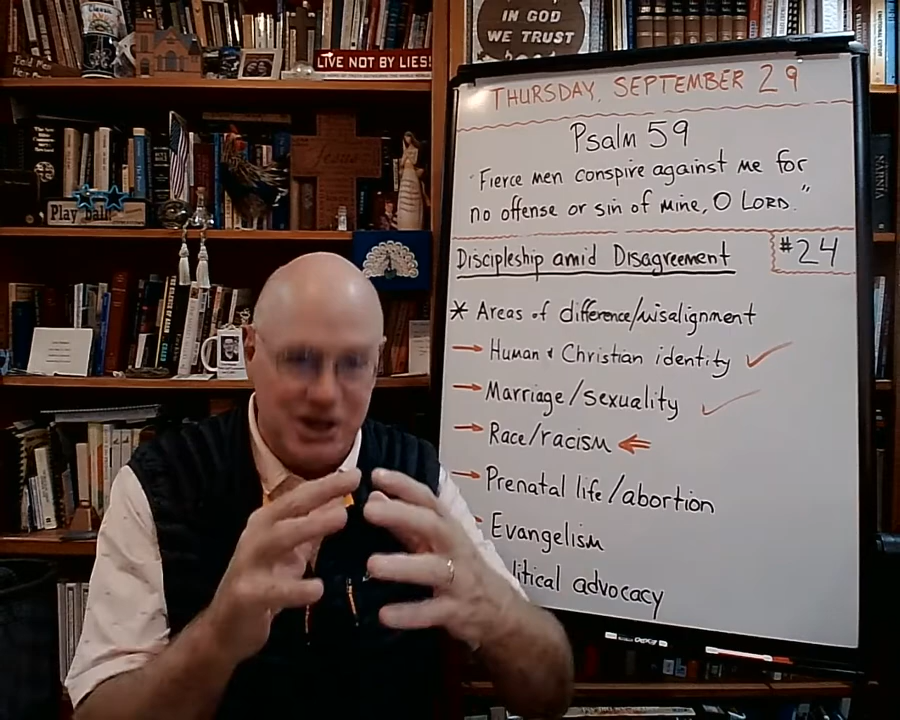 IN GOD
WE TRUST
LIVE NOT BY LIES!
Play ball
Jesus
THURSDAY, SEPTEMBER 29
Psalm 59
"Fierce men conspire against me for
no offense or sin of mine, O LORD."
Discipleship amid Disagreement
#24
* Areas of difference/misalignment
→ Human & Christian identity ✓
→ Marriage/sexuality ✓
→ Race/racism ⇐
→ Prenatal life/abortion
Evangelism
litical advocacy